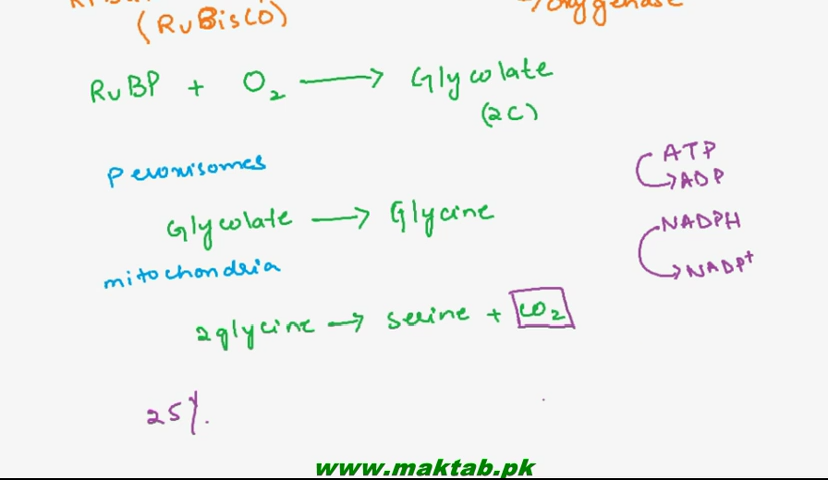 (RuBisCO)
oxygenase
RuBP + O2 → Glycolate
(2C)
Peroxisomes
Glycolate → Glycine
mitochondria
2glycine → serine + CO2
ATP
→ADP
NADPH
→NADP+
25%.
www.maktab.pk